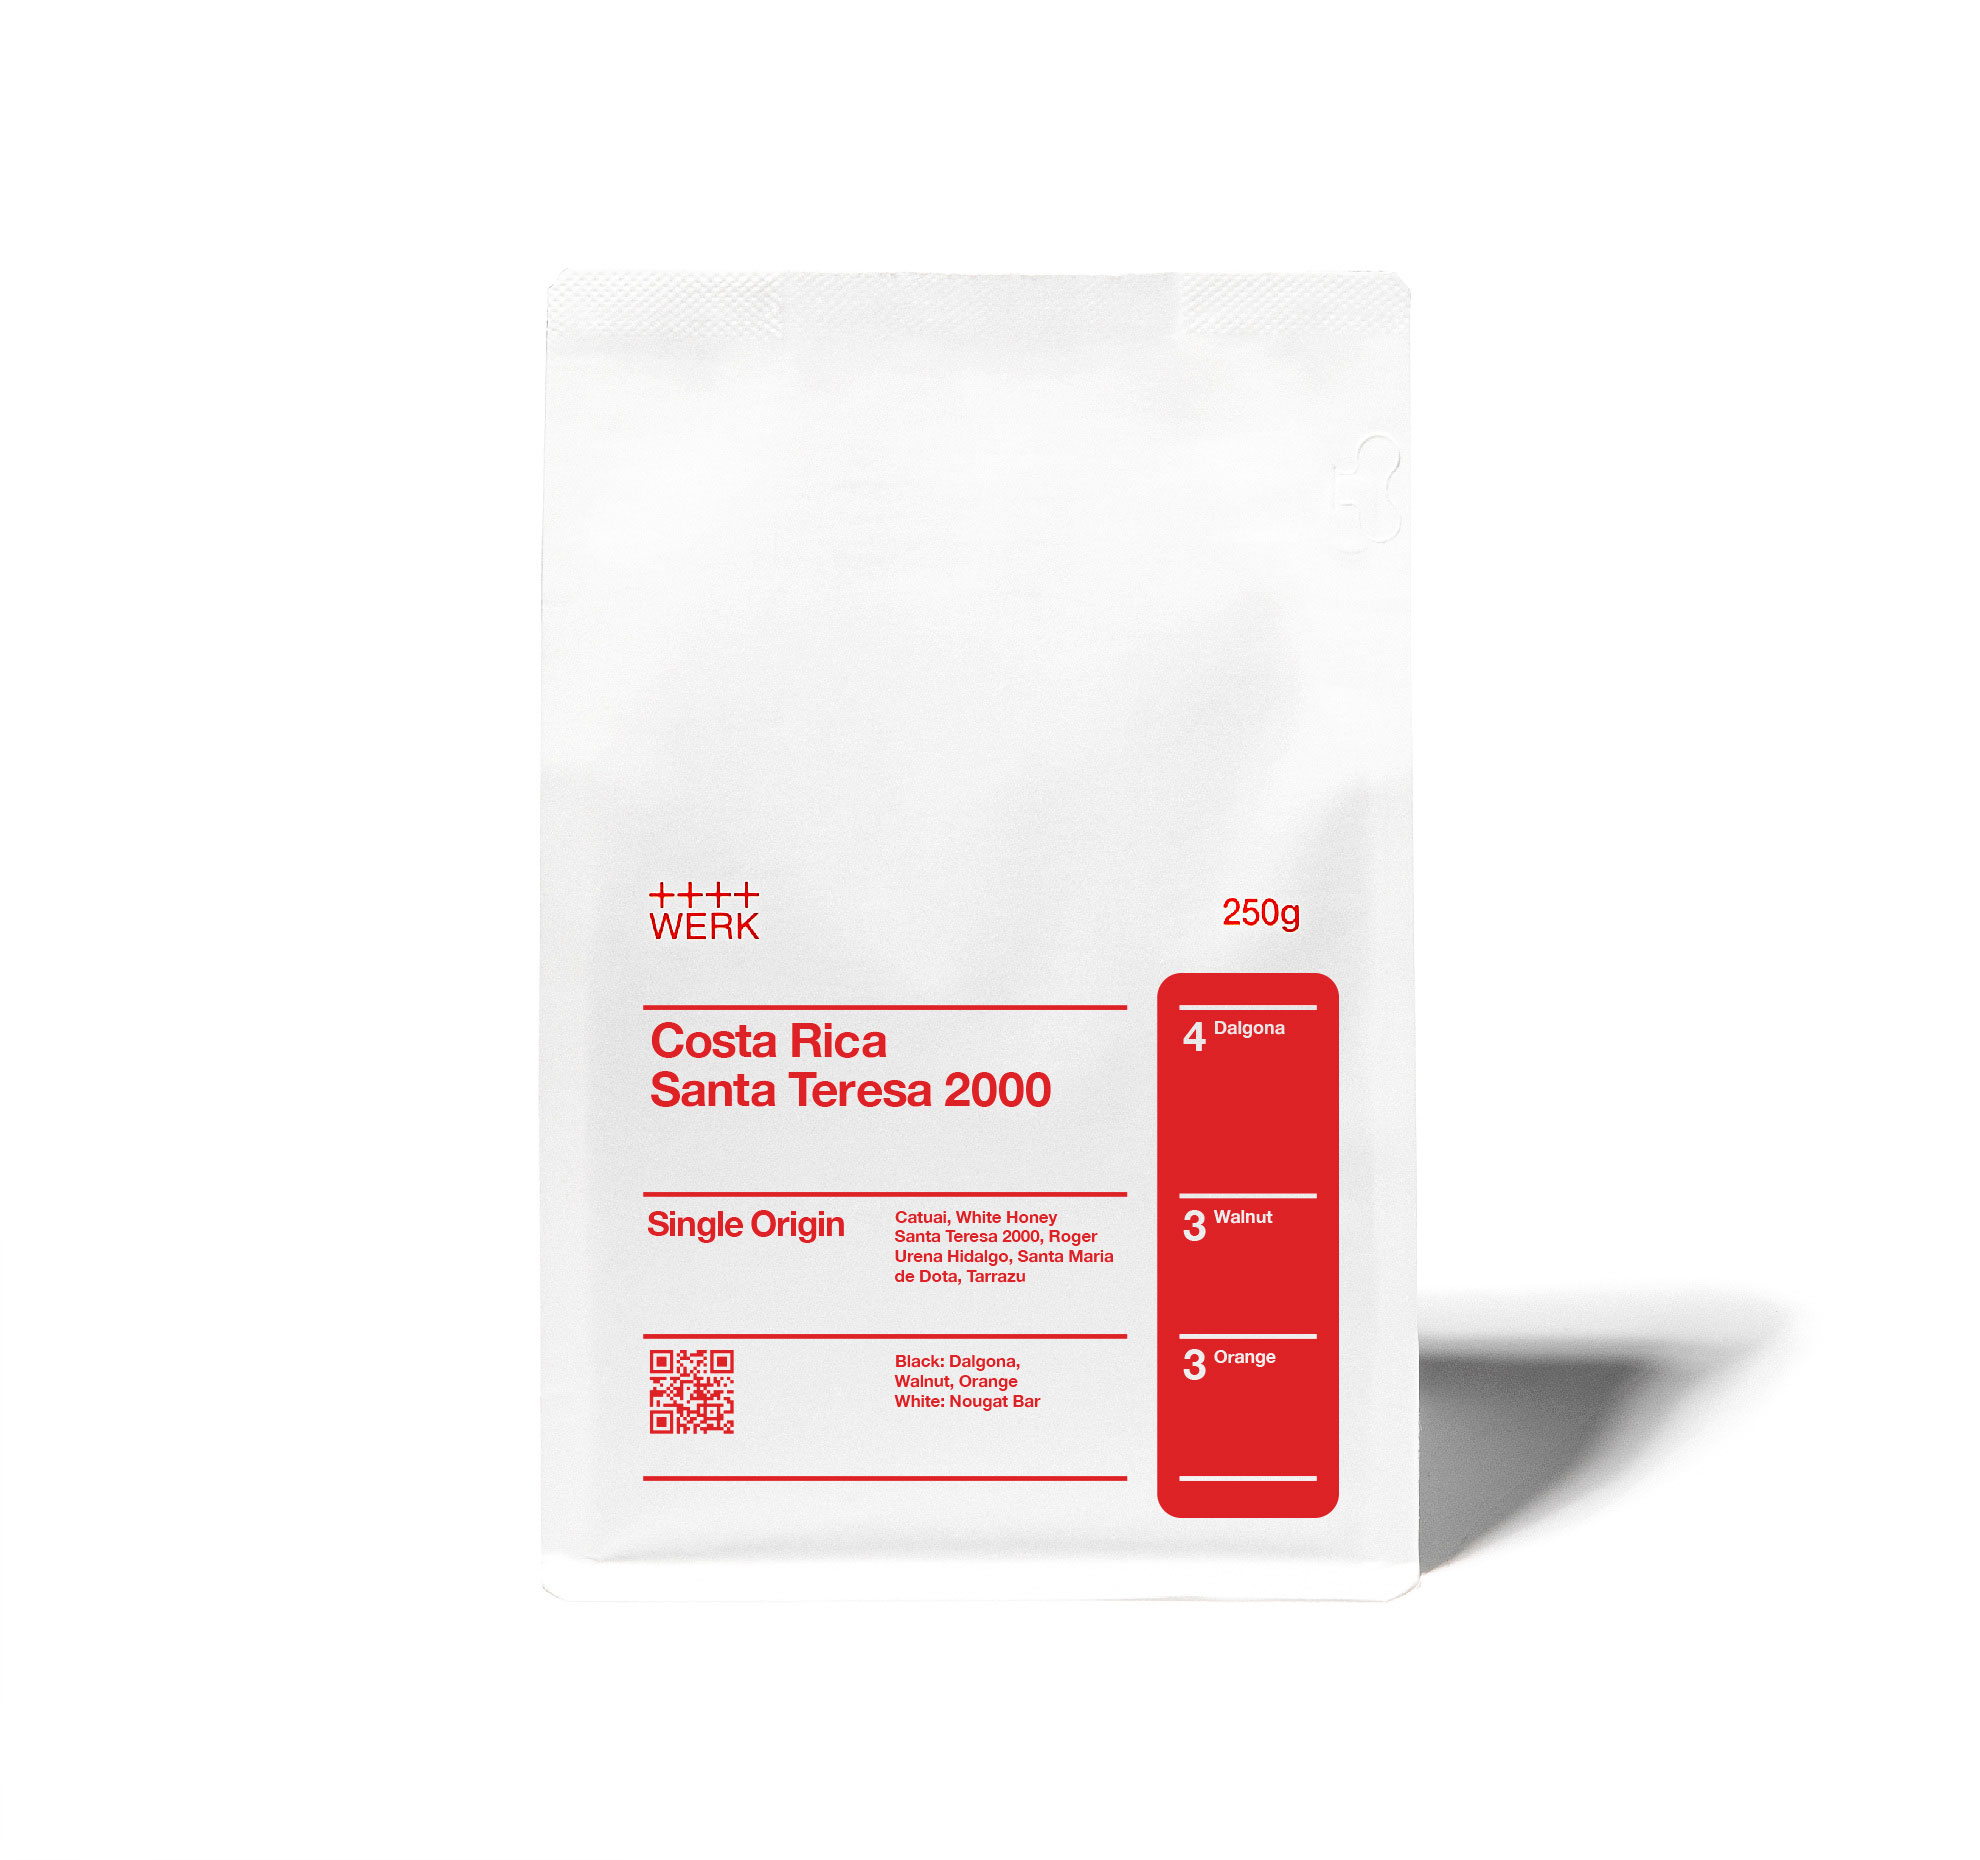 ++++
WERK
250g
Costa Rica
Santa Teresa 2000
Single Origin
Catuai, White Honey
Santa Teresa 2000, Roger
Urena Hidalgo, Santa Maria
de Dota, Tarrazu
Black: Dalgona,
Walnut, Orange
White: Nougat Bar
4 Dalgona
3 Walnut
3 Orange